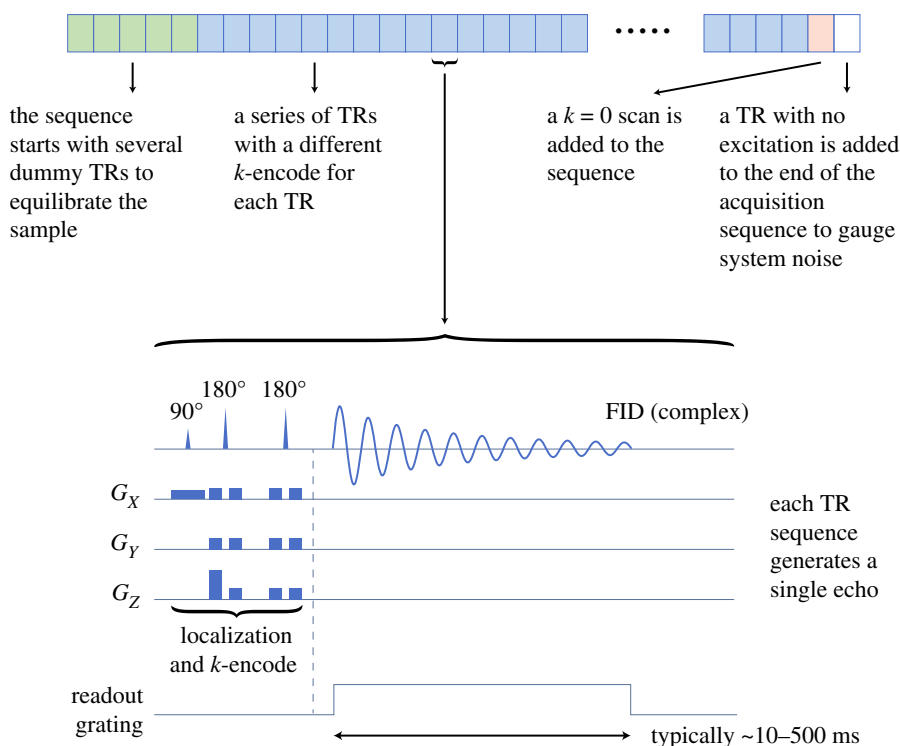 the sequence
starts with several
dummy TRs to
equilibrate the
sample
a series of TRs
with a different
k-encode for
each TR
a k = 0 scan is
added to the
sequence
a TR with no
excitation is added
to the end of the
acquisition
sequence to gauge
system noise
90°
180°
180°
FID (complex)
G_X
G_Y
G_Z
each TR
sequence
generates a
single echo
localization
and k-encode
readout
grating
typically ~10–500 ms